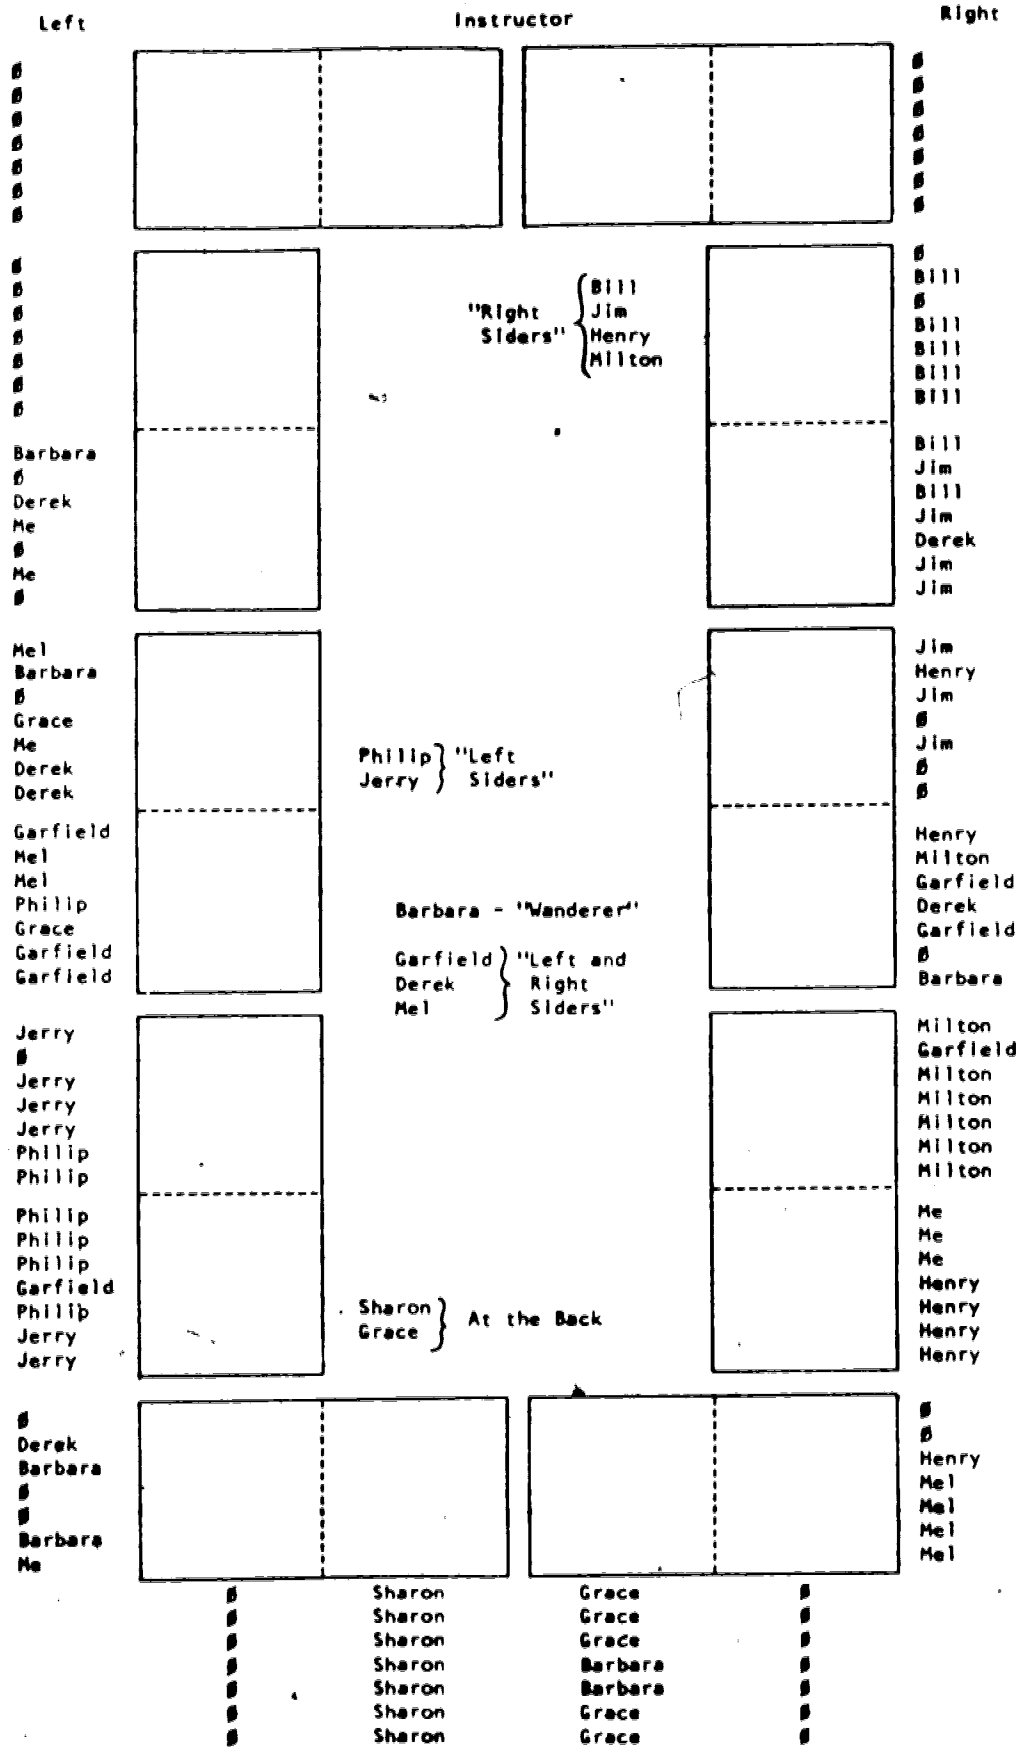 Left Instructor Right
Ø Ø
Ø Ø
Ø Ø
Ø Ø
Ø Ø
Ø Ø
Ø Ø
Ø Ø
Ø Bill Bill
Ø "Right Jim Ø
Ø Siders" Henry Bill
Ø Milton Bill
Ø Bill
Ø Bill
Barbara Bill
Ø Jim
Derek Bill
Me Jim
Ø Derek
Me Jim
Ø Jim
Mel Jim
Barbara Henry
Ø Jim
Grace Ø
Me Philip "Left Jim
Derek Jerry Siders" Ø
Derek Ø
Garfield Henry
Mel Milton
Mel Garfield
Philip Barbara - "Wanderer" Derek
Grace Garfield
Garfield Garfield "Left and Ø
Garfield Derek Right Barbara
Mel Siders"
Jerry Milton
Ø Garfield
Jerry Milton
Jerry Milton
Jerry Milton
Philip Milton
Philip Milton
Philip Me
Philip Me
Philip Me
Garfield Henry
Philip Sharon At the Back Henry
Jerry Grace Henry
Jerry Henry
Ø Ø
Derek Ø
Barbara Henry
Ø Mel
Ø Mel
Barbara Mel
Me Mel
Ø Sharon Grace Ø
Ø Sharon Grace Ø
Ø Sharon Grace Ø
Ø Sharon Barbara Ø
Ø Sharon Barbara Ø
Ø Sharon Grace Ø
Ø Sharon Grace Ø